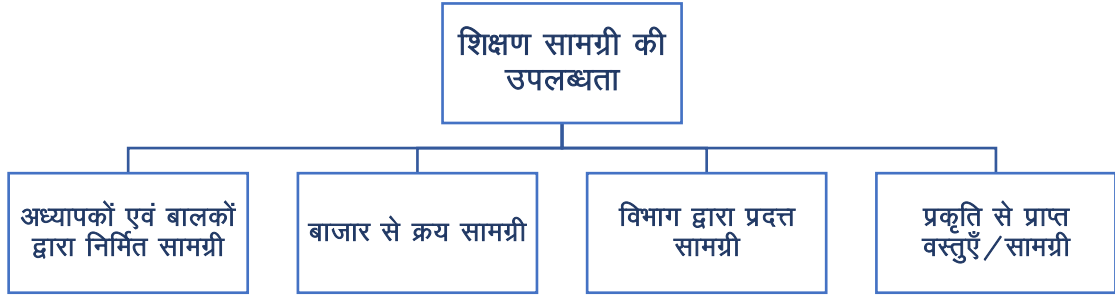 शिक्षण सामग्री की
उपलब्धता
अध्यापकों एवं बालकों
द्वारा निर्मित सामग्री
बाजार से क्रय सामग्री
विभाग द्वारा प्रदत्त
सामग्री
प्रकृति से प्राप्त
वस्तुएँ/सामग्री